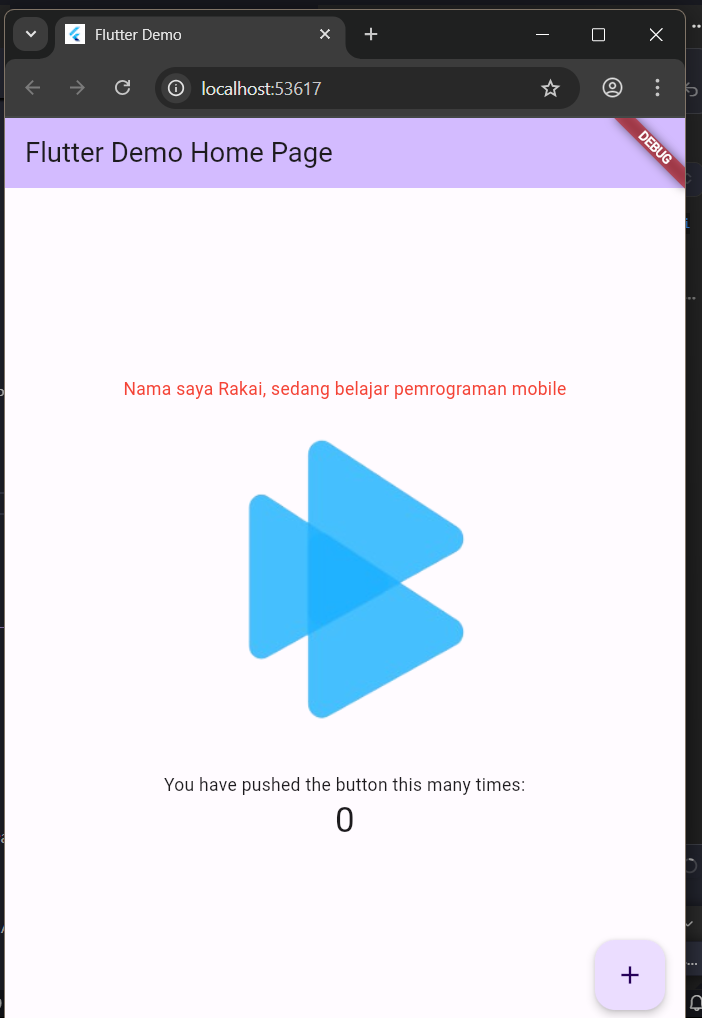 Flutter Demo
localhost:53617
Flutter Demo Home Page
DEBUG
Nama saya Rakai, sedang belajar pemrograman mobile
You have pushed the button this many times:
0